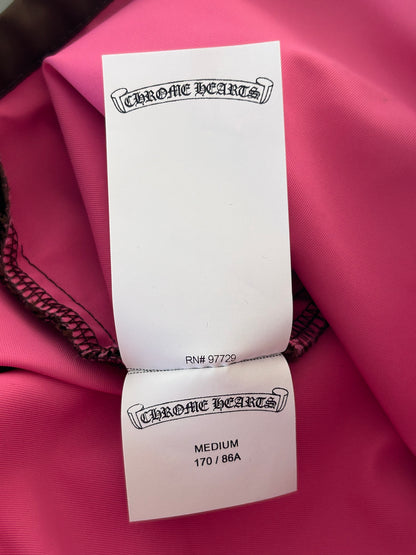 CHROME HEARTS
RN# 97729
CHROME HEARTS
MEDIUM
170 / 86A